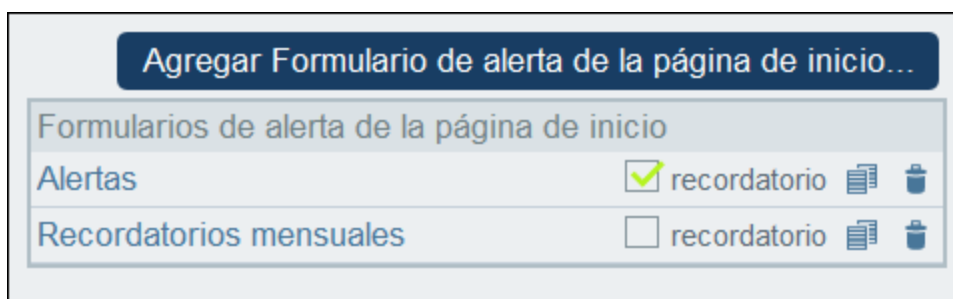 Agregar Formulario de alerta de la página de inicio...
Formularios de alerta de la página de inicio
Alertas recordatorio
Recordatorios mensuales recordatorio